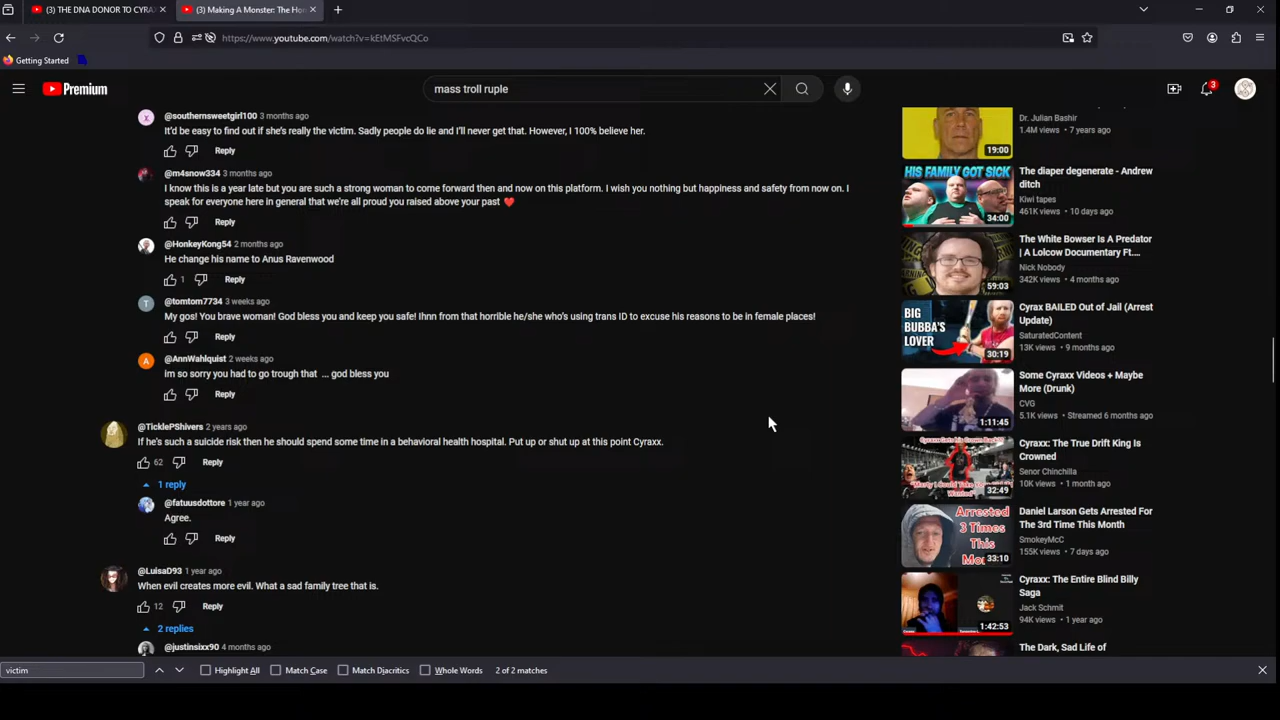 (3) THE DNA DONOR TO CYRAX
(3) Making A Monster: The Hor
https://www.youtube.com/watch?v=kEtMSFvcQCo
Getting Started
Premium
mass troll ruple
3
@southernsweetgirl100 3 months ago
It'd be easy to find out if she's really the victim. Sadly people do lie and I'll never get that. However, I 100% believe her.
Reply
@m4snow334 3 months ago
I know this is a year late but you are such a strong woman to come forward then and now on this platform. I wish you nothing but happiness and safety from now on. I
speak for everyone here in general that we're all proud you raised above your past ❤️
Reply
@HonkeyKong54 2 months ago
He change his name to Anus Ravenwood
1 Reply
@tomtom7734 3 weeks ago
My gos! You brave woman! God bless you and keep you safe! Ihnn from that horrible he/she who's using trans ID to excuse his reasons to be in female places!
Reply
@AnnWahlquist 2 weeks ago
im so sorry you had to go trough that ... god bless you
Reply
@TicklePShivers 2 years ago
If he's such a suicide risk then he should spend some time in a behavioral health hospital. Put up or shut up at this point Cyraxx.
62 Reply
1 reply
@fatuusdottore 1 year ago
Agree.
Reply
@LuisaD93 1 year ago
When evil creates more evil. What a sad family tree that is.
12 Reply
2 replies
@justinsixx90 4 months ago
Dr. Julian Bashir
1.4M views • 7 years ago
19:00
HIS FAMILY GOT SICK
34:00
The diaper degenerate - Andrew
ditch
Kiwi tapes
461K views • 10 days ago
59:03
The White Bowser Is A Predator
| A Lolcow Documentary Ft....
Nick Nobody
342K views • 4 months ago
BIG
BUBBA'S
LOVER
30:19
Cyrax BAILED Out of Jail (Arrest
Update)
SaturatedContent
13K views • 9 months ago
1:11:45
Some Cyraxx Videos + Maybe
More (Drunk)
CVG
5.1K views • Streamed 6 months ago
32:49
Cyraxx: The True Drift King Is
Crowned
Senor Chinchilla
10K views • 1 month ago
Arrested
3 Times
This
33:10
Daniel Larson Gets Arrested For
The 3rd Time This Month
SmokeyMcC
155K views • 7 days ago
1:42:53
Cyraxx: The Entire Blind Billy
Saga
Jack Schmit
94K views • 1 year ago
The Dark, Sad Life of
victim
Highlight All
Match Case
Match Diacritics
Whole Words
2 of 2 matches